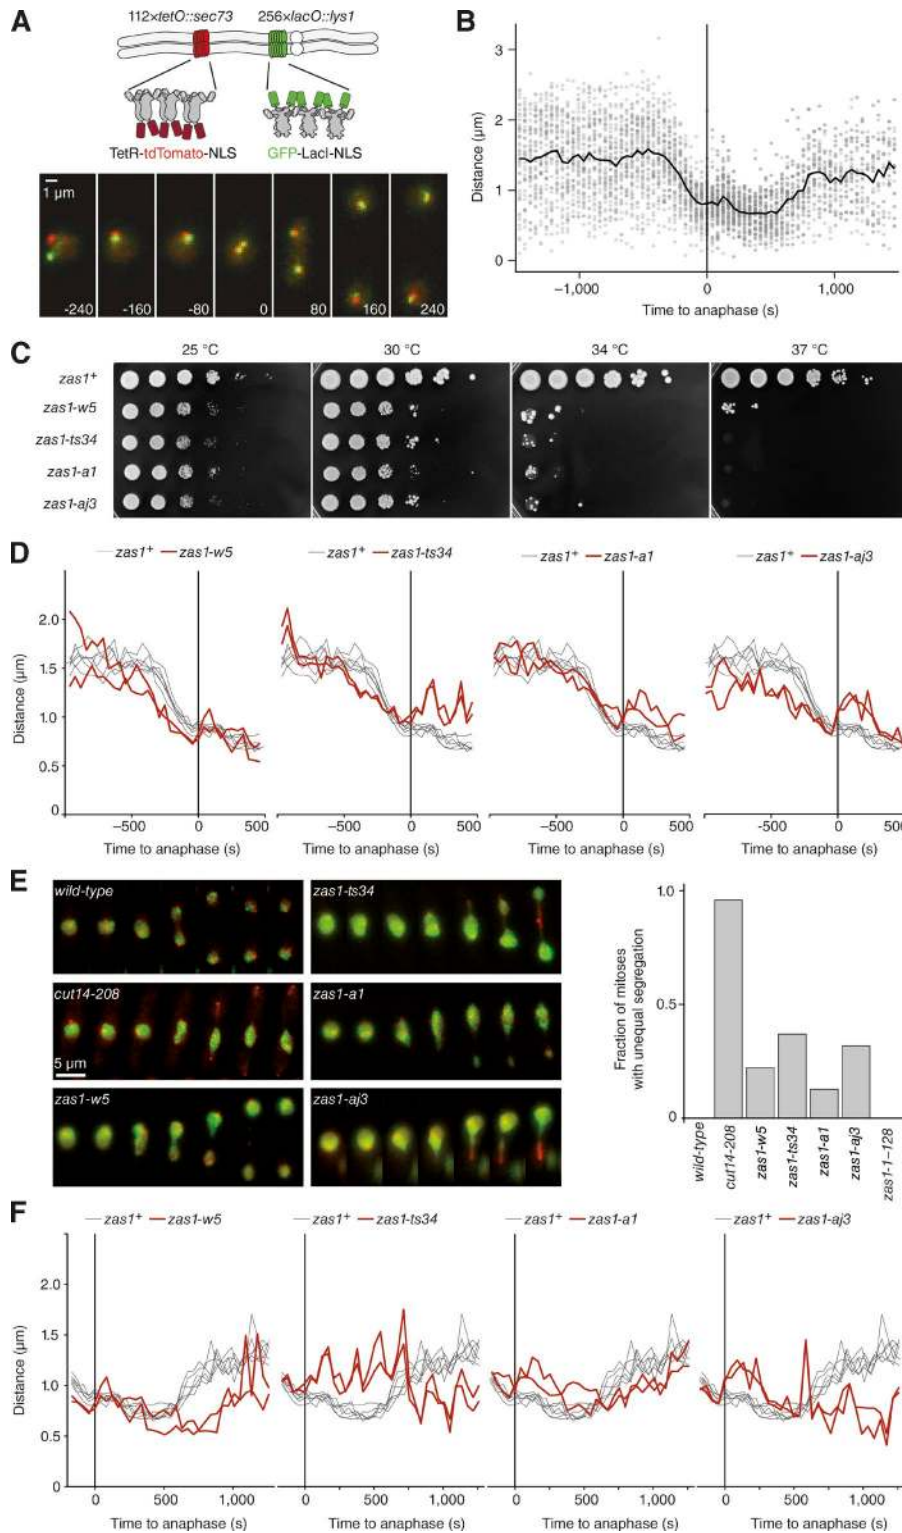 A
112×tetO::sec73 256×lacO::lys1
TetR-tdTomato-NLS GFP-LacI-NLS
1 µm
-240 -160 -80 0 80 160 240
B
3
2
1
0
Distance (µm)
−1,000 0 1,000
Time to anaphase (s)
C
25 °C 30 °C 34 °C 37 °C
zas1+
zas1-w5
zas1-ts34
zas1-a1
zas1-aj3
D
zas1+ zas1-w5 zas1+ zas1-ts34 zas1+ zas1-a1 zas1+ zas1-aj3
2.0
1.5
1.0
0.5
0
Distance (µm)
−500 0 500 −500 0 500 −500 0 500 -500 0 500
Time to anaphase (s) Time to anaphase (s) Time to anaphase (s) Time to anaphase (s)
E
wild-type zas1-ts34
cut14-208 zas1-a1
5 µm
zas1-w5 zas1-aj3
1.0
0.5
0
Fraction of mitoses
with unequal segregation
wild-type
cut14-208
zas1-w5
zas1-ts34
zas1-a1
zas1-aj3
zas1-1–128
F
zas1+ zas1-w5 zas1+ zas1-ts34 zas1+ zas1-a1 zas1+ zas1-aj3
2.0
1.5
1.0
0.5
0
Distance (µm)
0 500 1,000 0 500 1,000 0 500 1,000 0 500 1,000
Time to anaphase (s) Time to anaphase (s) Time to anaphase (s) Time to anaphase (s)